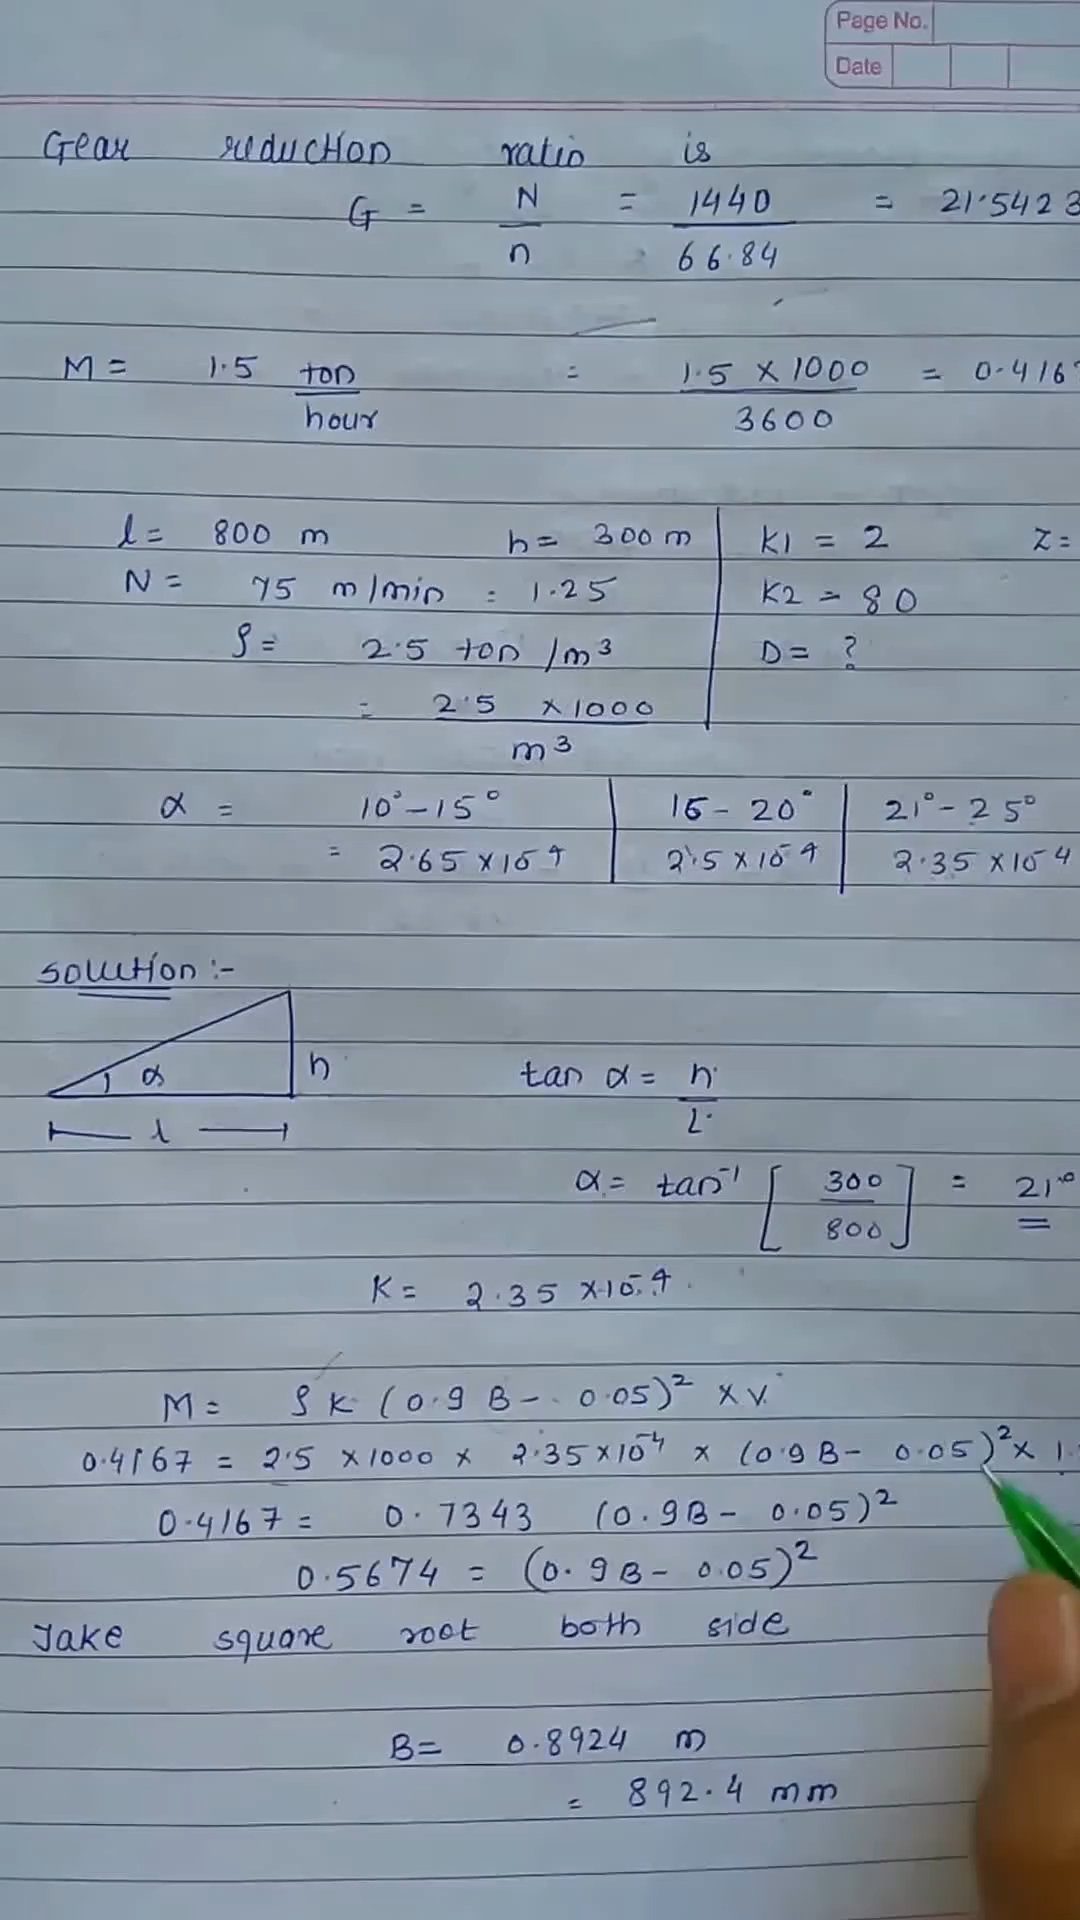 Page No.
Date
Gear reduction ratio is
G = N / n = 1440 / 66.84 = 21.5423
M = 1.5 ton / hour = 1.5 × 1000 / 3600 = 0.416
l = 800 m h = 300 m K1 = 2 Z =
N = 75 m/min = 1.25 K2 = 80
ρ = 2.5 ton /m³ D = ?
= 2.5 × 1000 / m³
α = 10° - 15° 16 - 20° 21° - 25°
= 2.65 × 10⁻⁴ 2.5 × 10⁻⁴ 2.35 × 10⁻⁴
Solution :-
α h
l
tan α = h / L
α = tan⁻¹ [ 300 / 800 ] = 21°
K = 2.35 × 10⁻⁴
M = ρ K (0.9 B - 0.05)² × V
0.4167 = 2.5 × 1000 × 2.35 × 10⁻⁴ × (0.9B - 0.05)² × 1.
0.4167 = 0.7343 (0.9B - 0.05)²
0.5674 = (0.9B - 0.05)²
Take square root both side
B = 0.8924 m
= 892.4 mm